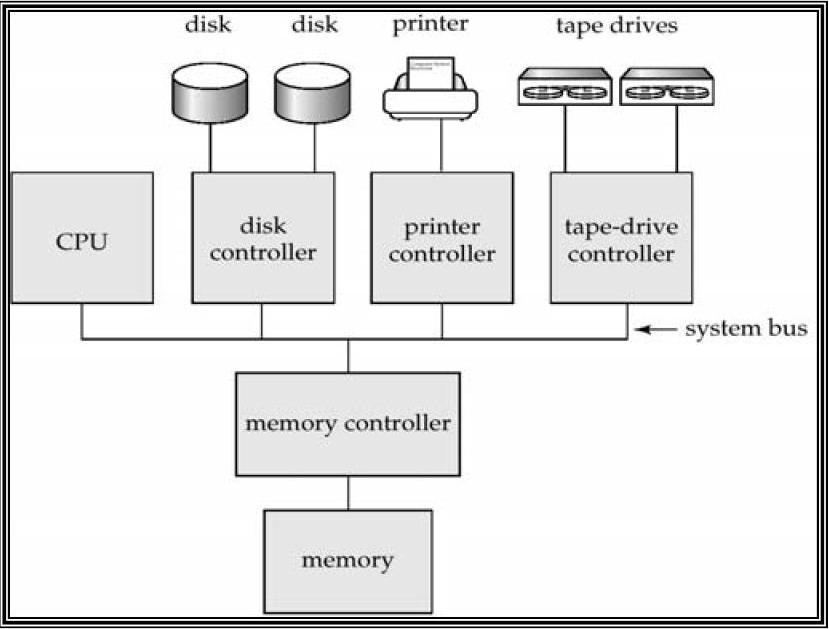 disk
disk
printer
tape drives
CPU
disk
controller
printer
controller
tape-drive
controller
system bus
memory controller
memory